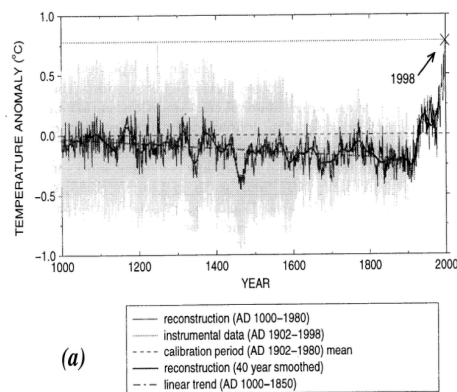 TEMPERATURE ANOMALY (°C)
1.0
0.5
0.0
−0.5
−1.0
1998
1000
1200
1400
1600
1800
2000
YEAR
reconstruction (AD 1000−1980)
instrumental data (AD 1902−1998)
calibration period (AD 1902−1980) mean
reconstruction (40 year smoothed)
linear trend (AD 1000−1850)
(a)